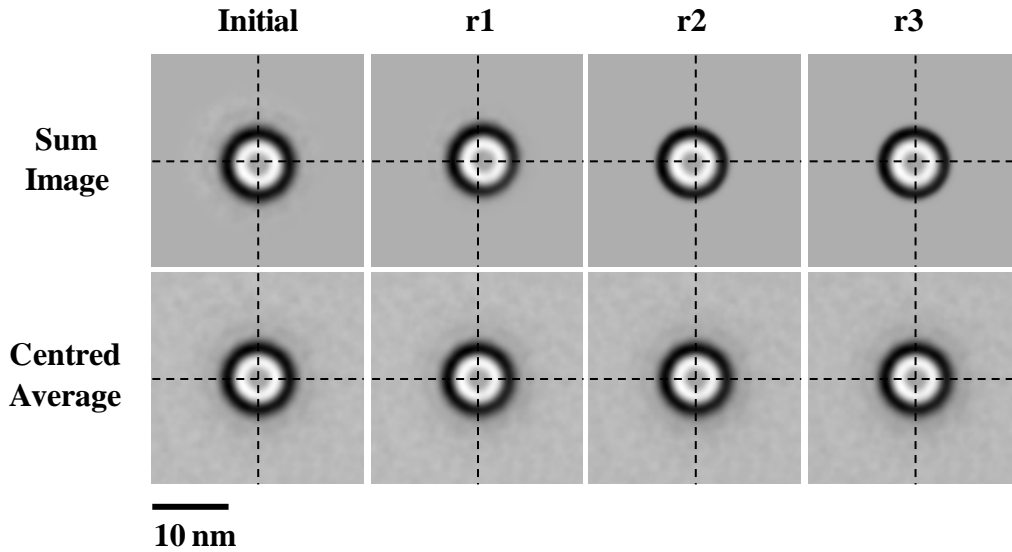 Initial r1 r2 r3
Sum
Image
Centred
Average
10 nm